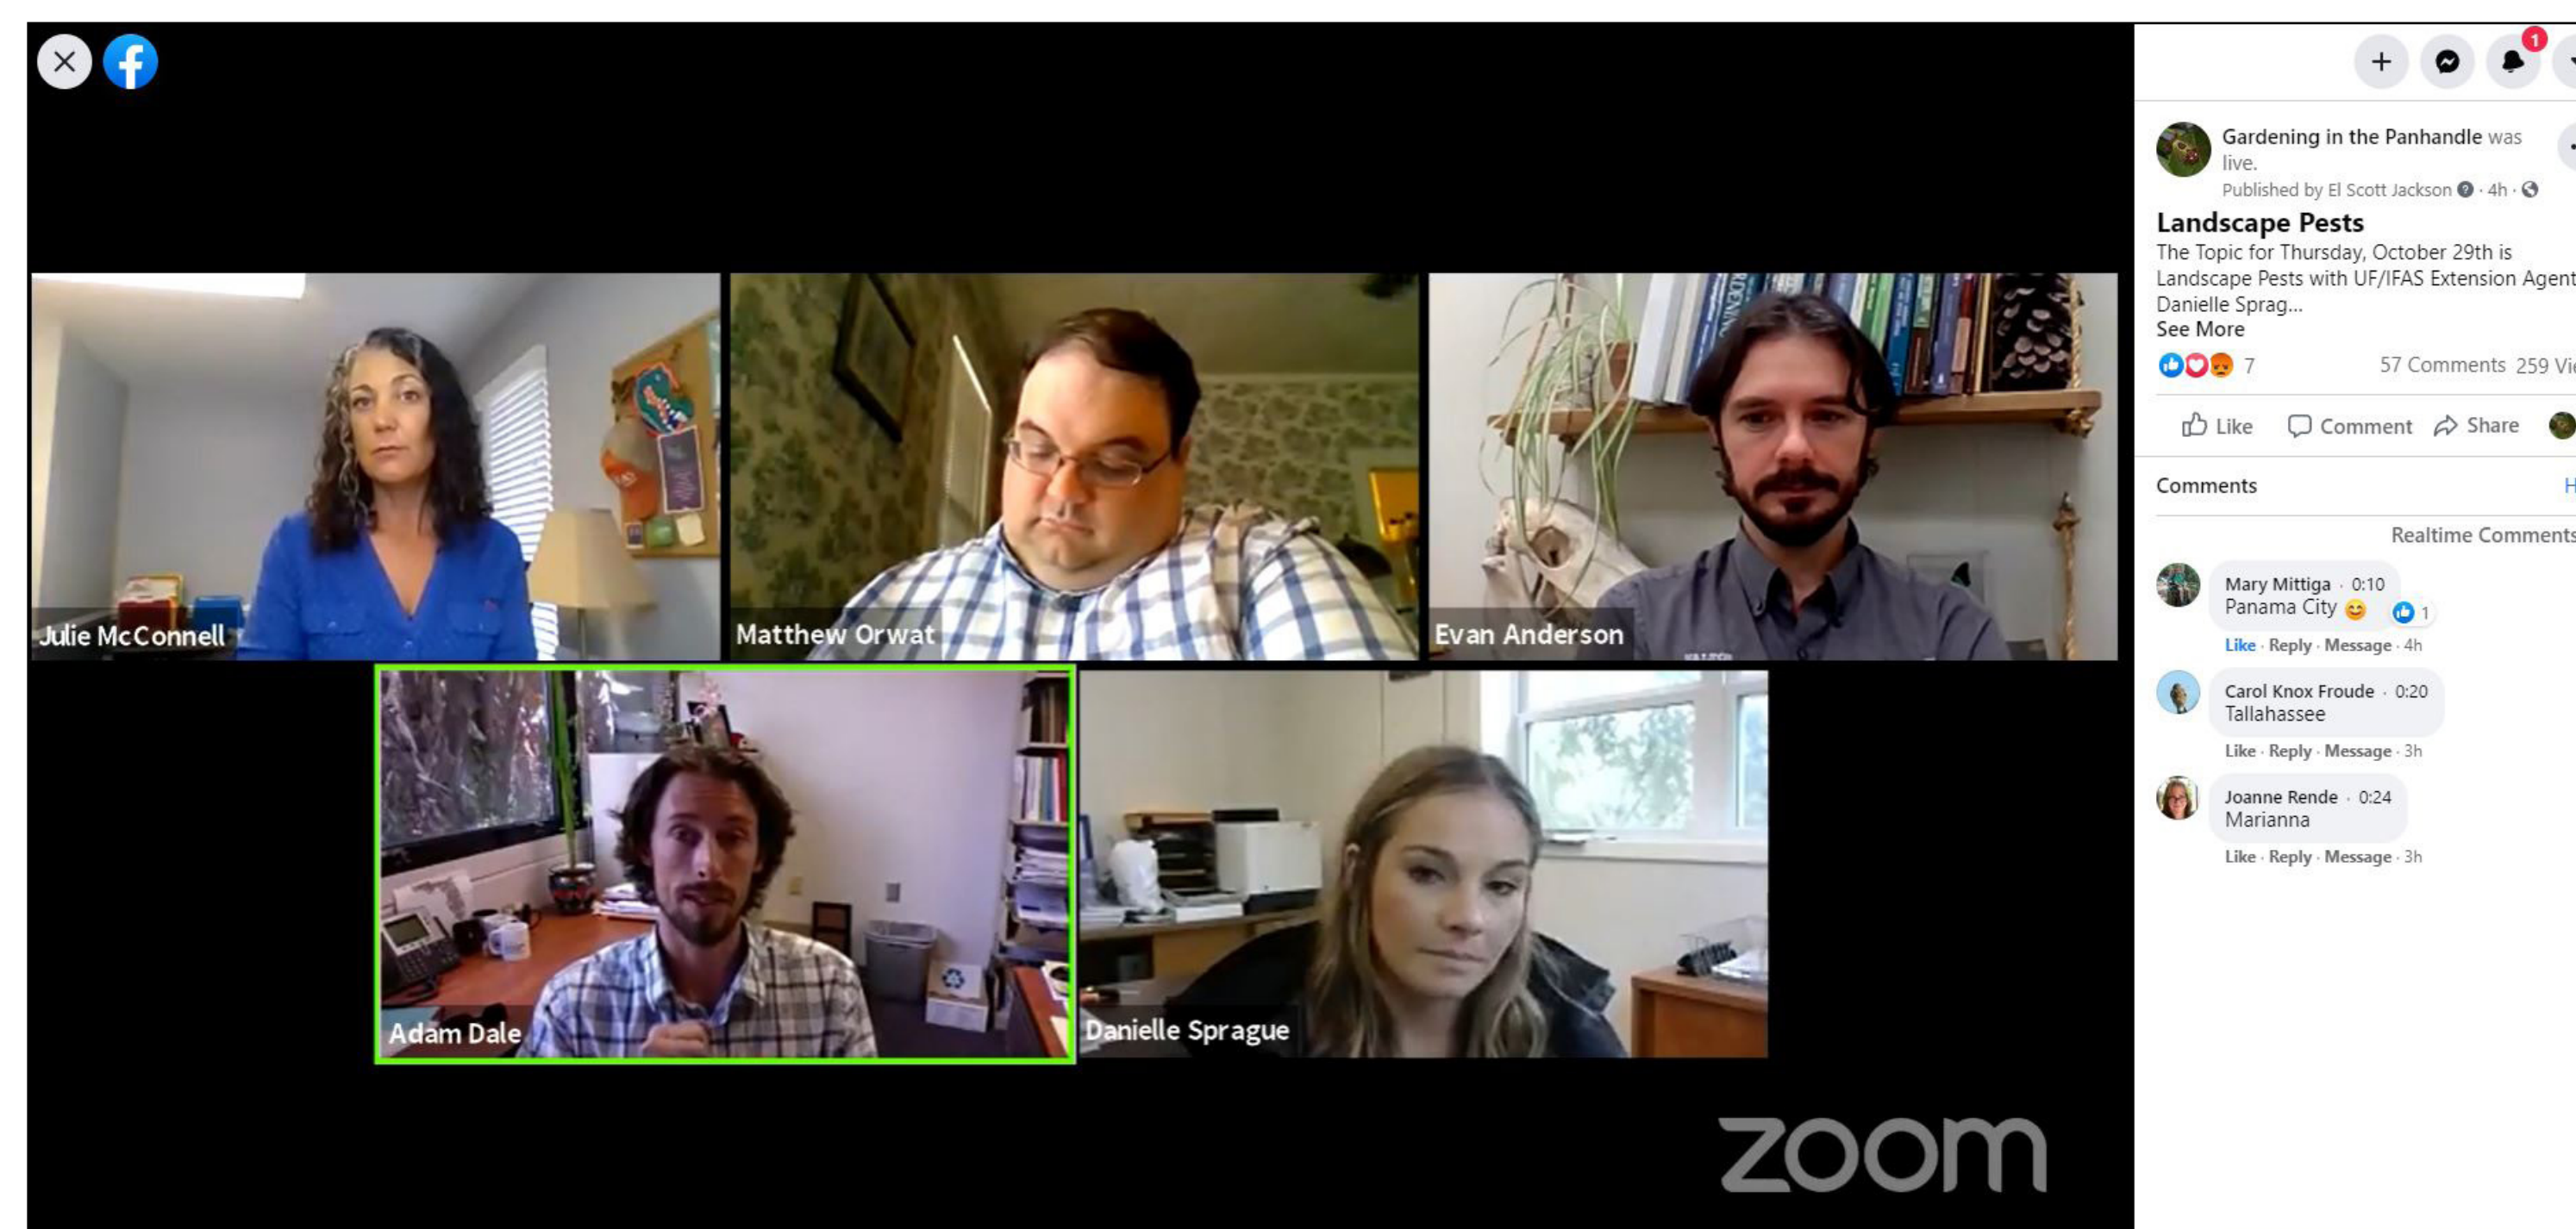 1
Gardening in the Panhandle was
live.
Published by El Scott Jackson · 4h ·
Landscape Pests
The Topic for Thursday, October 29th is
Landscape Pests with UF/IFAS Extension Agent
Danielle Sprag...
See More
7
57 Comments 259
Like Comment Share
Comments
Realtime Comments
Mary Mittiga · 0:10
Panama City 😊
1
Like · Reply · Message · 4h
Carol Knox Froude · 0:20
Tallahassee
Like · Reply · Message · 3h
Joanne Rende · 0:24
Marianna
Like · Reply · Message · 3h
Julie McConnell
Matthew Orwat
Evan Anderson
Adam Dale
Danielle Sprague
zoom